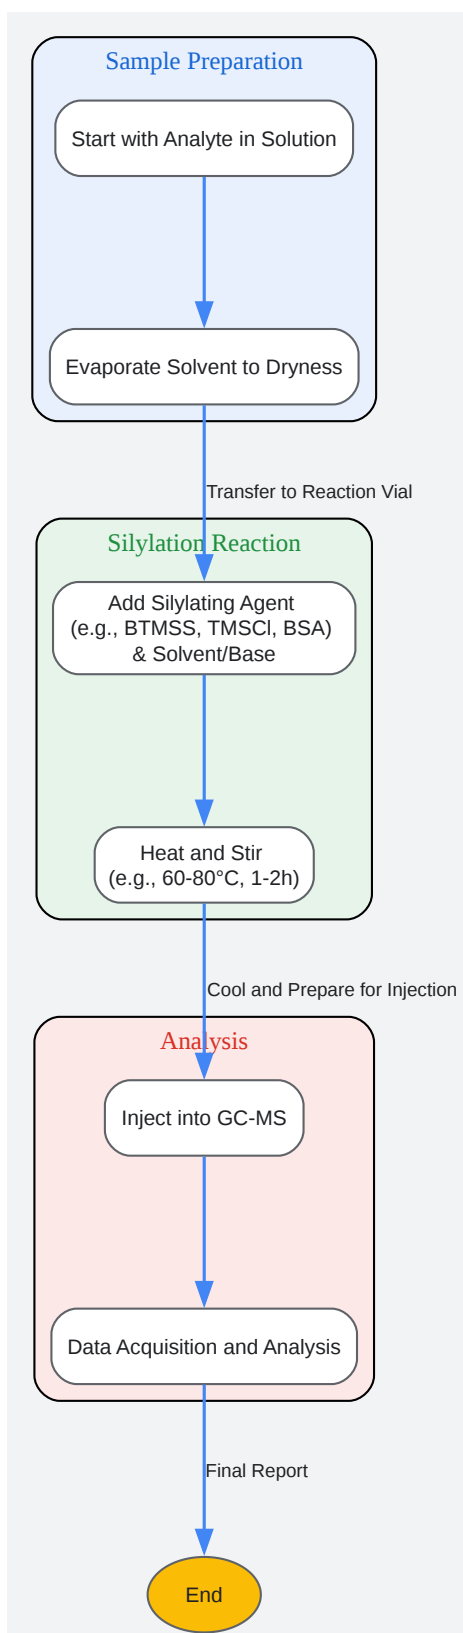 Sample Preparation
Start with Analyte in Solution
Evaporate Solvent to Dryness
Transfer to Reaction Vial
Silylation Reaction
Add Silylating Agent
(e.g., BTMSS, TMSCl, BSA)
& Solvent/Base
Heat and Stir
(e.g., 60-80°C, 1-2h)
Cool and Prepare for Injection
Analysis
Inject into GC-MS
Data Acquisition and Analysis
Final Report
End